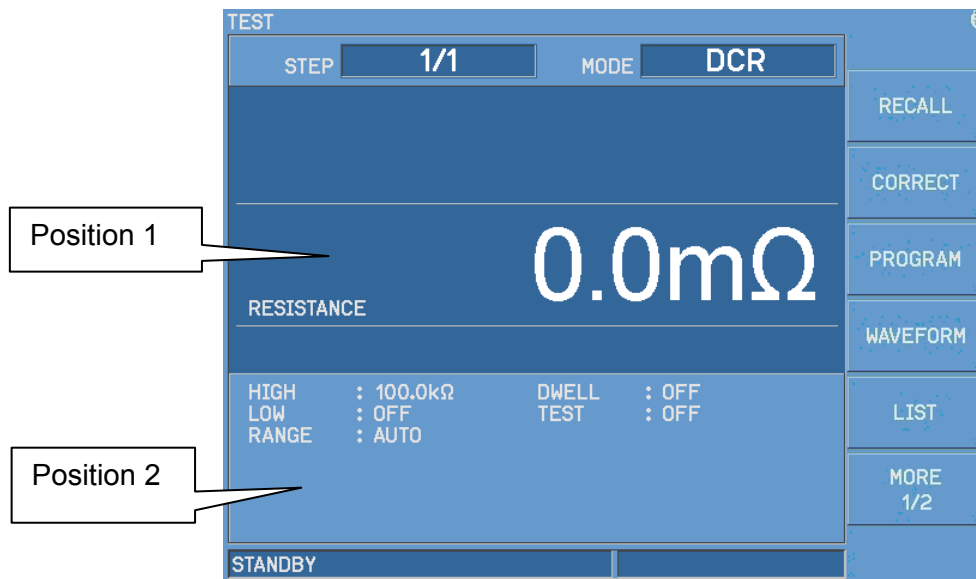 TEST
STEP 1/1 MODE DCR
RECALL
CORRECT
Position 1
0.0mΩ
PROGRAM
RESISTANCE
WAVEFORM
HIGH : 100.0kΩ DWELL : OFF
LOW : OFF TEST : OFF
RANGE : AUTO
LIST
Position 2
MORE
1/2
STANDBY